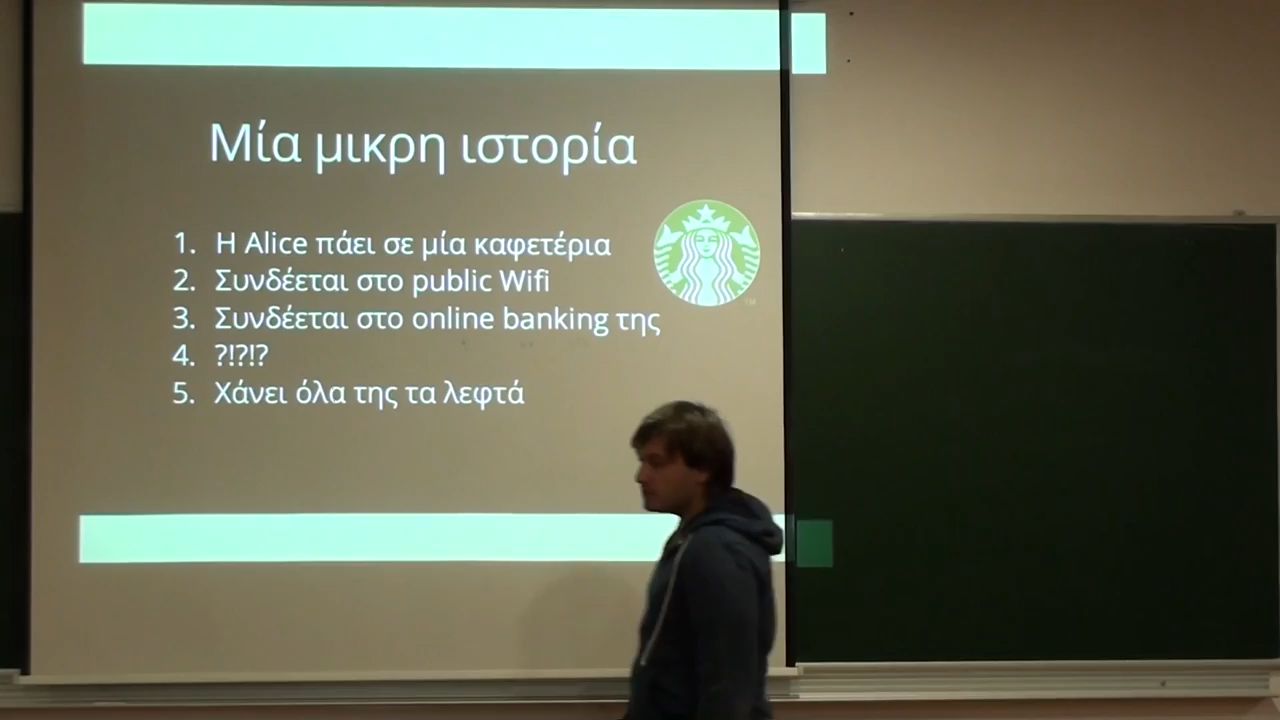 Μία μικρη ιστορία
1. Η Alice πάει σε μία καφετέρια
2. Συνδέεται στο public Wifi
3. Συνδέεται στο online banking της
4. ?!?!?
5. Χάνει όλα της τα λεφτά
TM